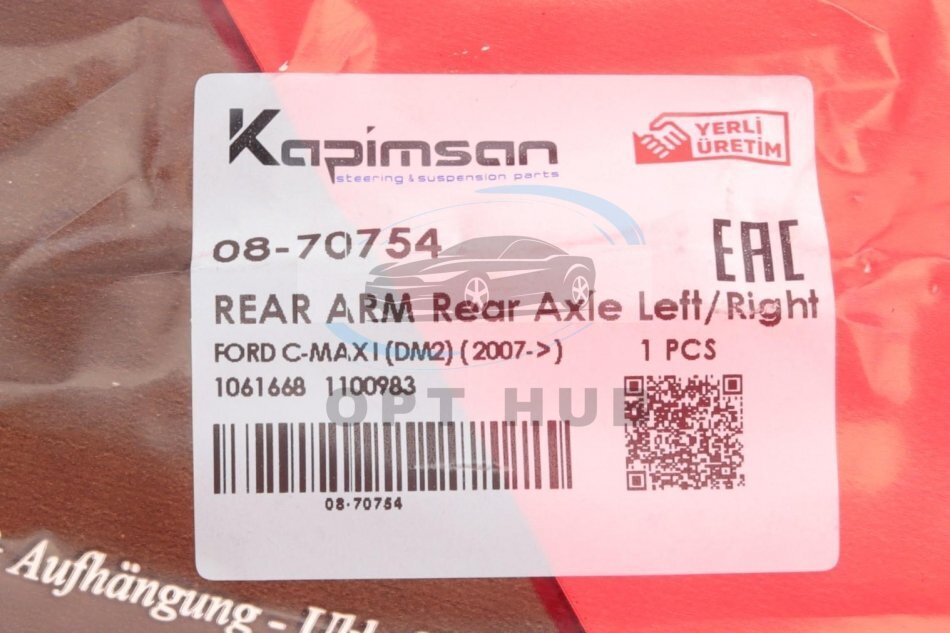 Kapimsan
steering & suspension parts
YERLİ
ÜRETİM
08-70754
EAC
REAR ARM Rear Axle Left/Right
FORD C-MAX I (DM2) (2007->) 1 PCS
1061668 1100983
OPT HUB
08-70754
Aufhängung -